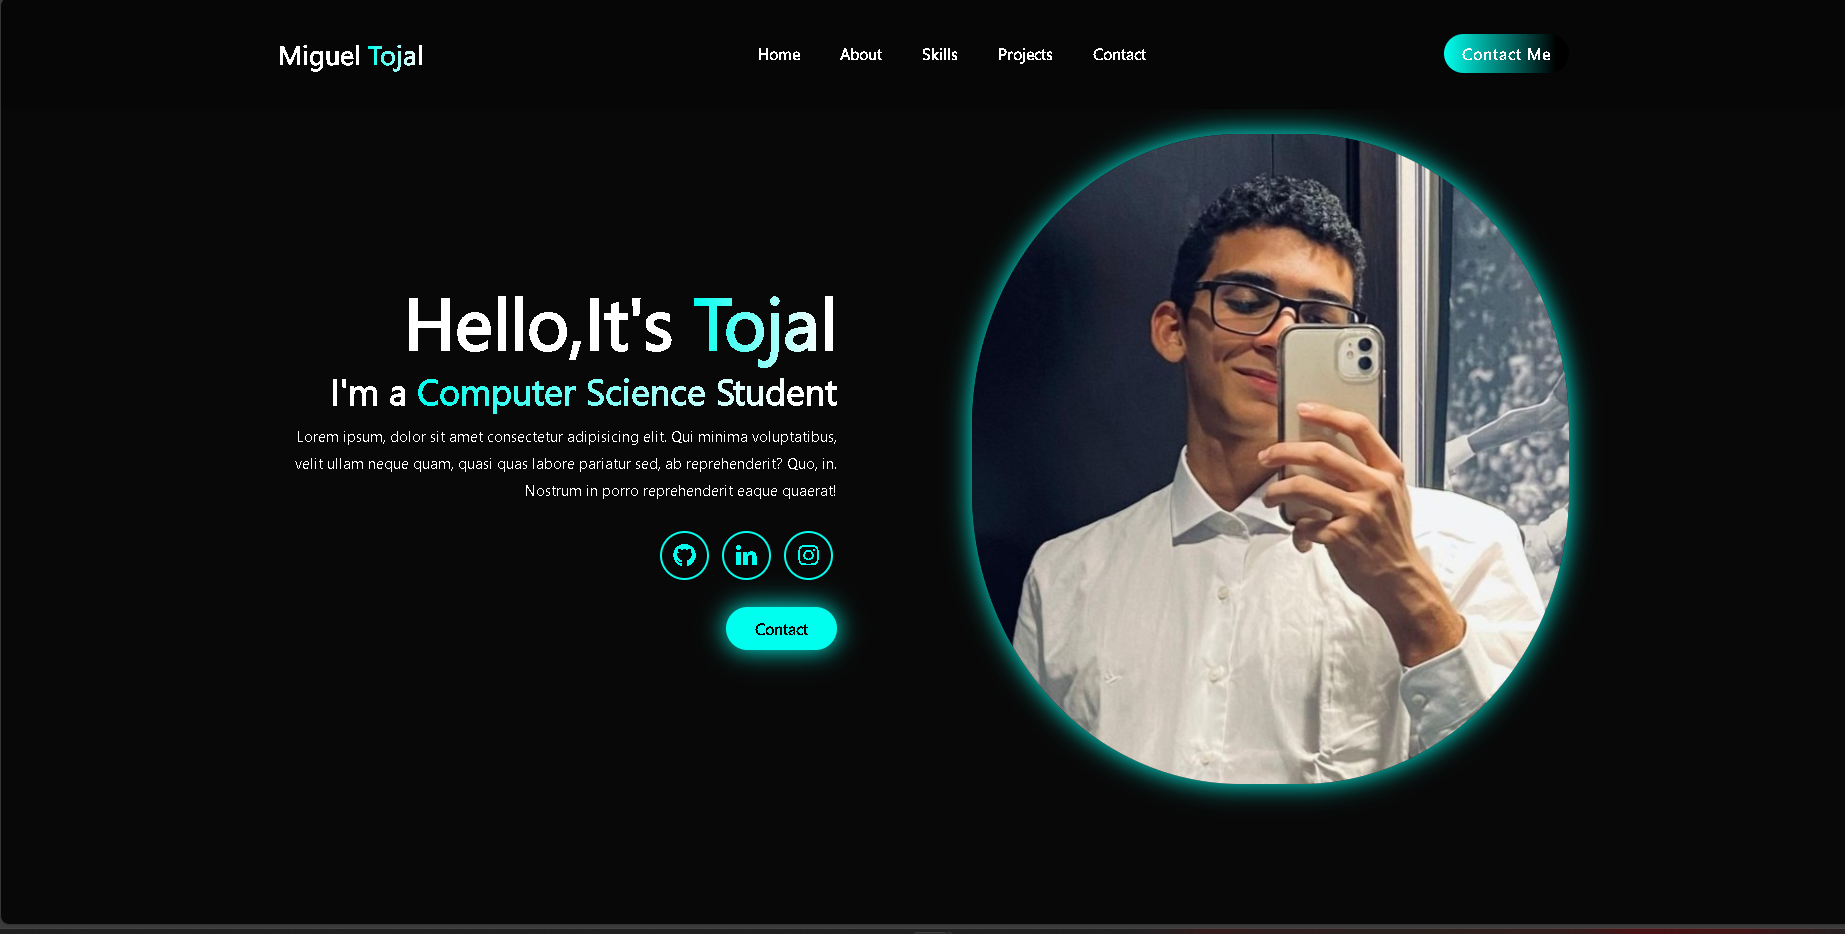 Miguel Tojal
Home
About
Skills
Projects
Contact
Contact Me
Hello,It's Tojal
I'm a Computer Science Student
Lorem ipsum, dolor sit amet consectetur adipisicing elit. Qui minima voluptatibus,
velit ullam neque quam, quasi quas labore pariatur sed, ab reprehenderit? Quo, in.
Nostrum in porro reprehenderit eaque quaerat!
in
Contact